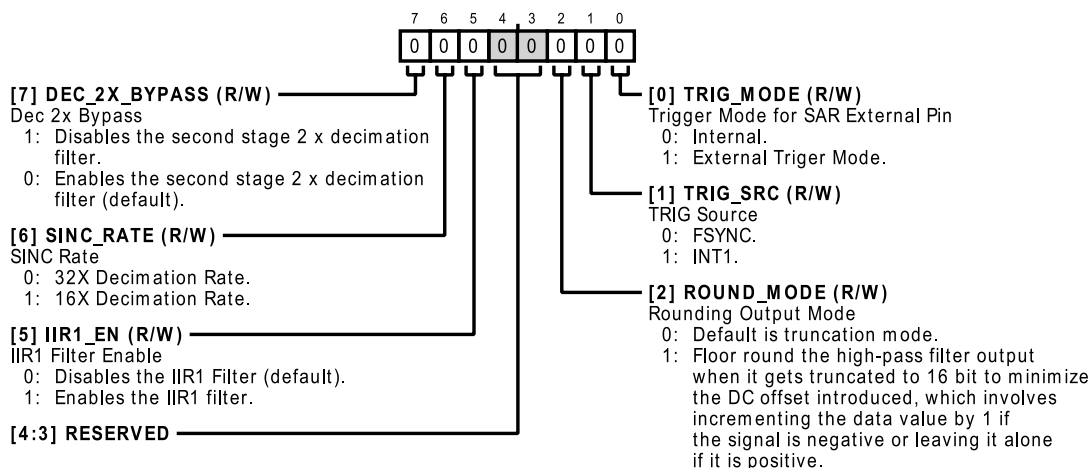 7 6 5 4 3 2 1 0
0 0 0 0 0 0 0 0
[7] DEC_2X_BYPASS (R/W)
Dec 2x Bypass
1: Disables the second stage 2 x decimation
filter.
0: Enables the second stage 2 x decimation
filter (default).
[6] SINC_RATE (R/W)
SINC Rate
0: 32X Decimation Rate.
1: 16X Decimation Rate.
[5] IIR1_EN (R/W)
IIR1 Filter Enable
0: Disables the IIR1 Filter (default).
1: Enables the IIR1 filter.
[4:3] RESERVED
[0] TRIG_MODE (R/W)
Trigger Mode for SAR External Pin
0: Internal.
1: External Triger Mode.
[1] TRIG_SRC (R/W)
TRIG Source
0: FSYNC.
1: INT1.
[2] ROUND_MODE (R/W)
Rounding Output Mode
0: Default is truncation mode.
1: Floor round the high-pass filter output
when it gets truncated to 16 bit to minimize
the DC offset introduced, which involves
incrementing the data value by 1 if
the signal is negative or leaving it alone
if it is positive.